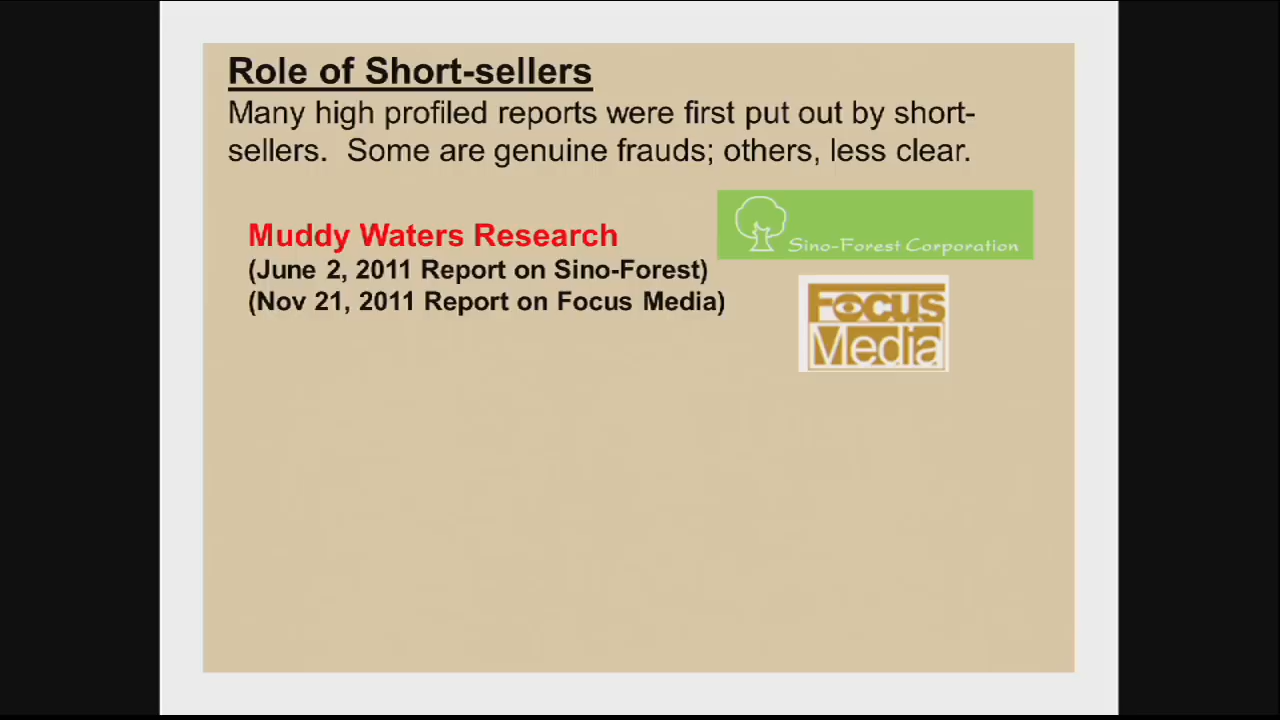 Role of Short-sellers
Many high profiled reports were first put out by short-
sellers.  Some are genuine frauds; others, less clear.
Sino-Forest Corporation
Muddy Waters Research
(June 2, 2011 Report on Sino-Forest)
(Nov 21, 2011 Report on Focus Media)
Focus
Media